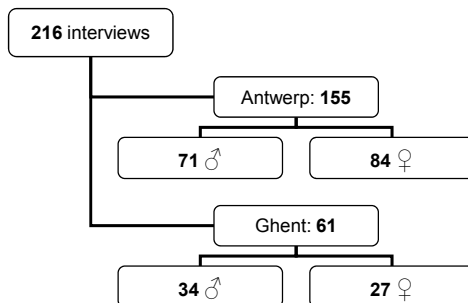 216 interviews
Antwerp: 155
71 ♂
84 ♀
Ghent: 61
34 ♂
27 ♀